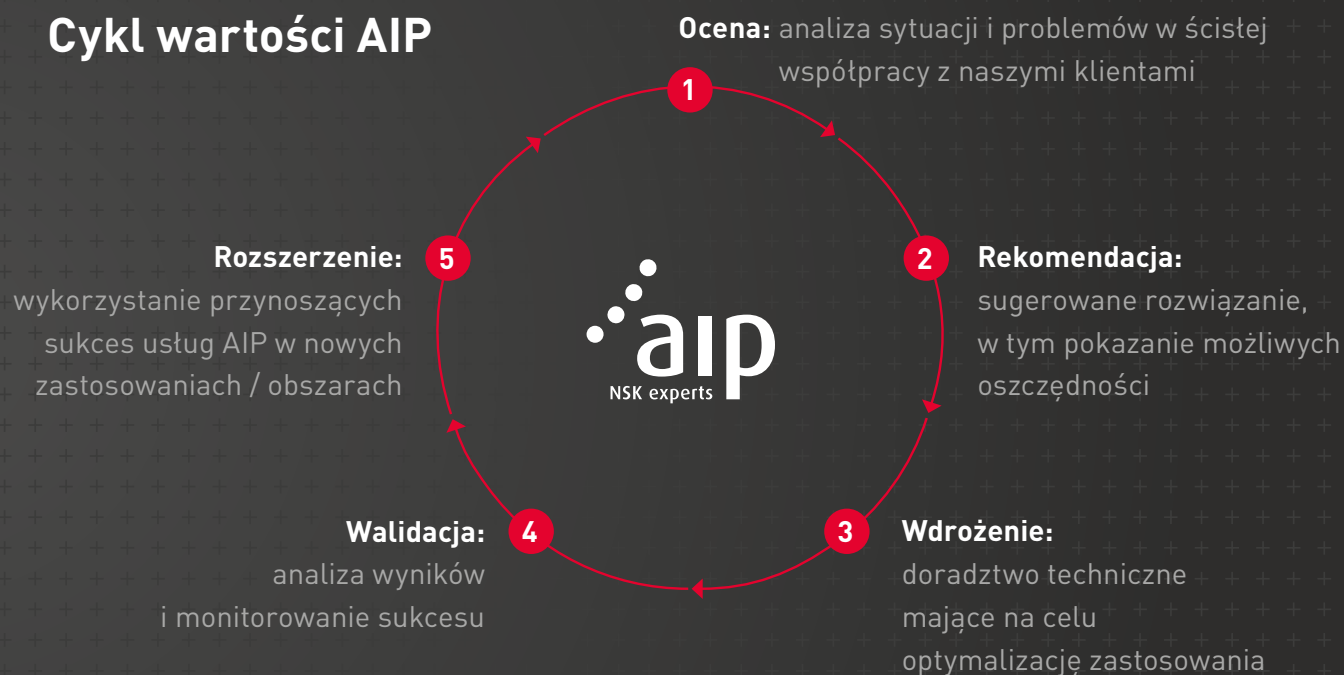 Cykl wartości AIP
Ocena: analiza sytuacji i problemów w ścisłej
współpracy z naszymi klientami
1
2
Rekomendacja:
sugerowane rozwiązanie,
w tym pokazanie możliwych
oszczędności
3
Wdrożenie:
doradztwo techniczne
mające na celu
optymalizację zastosowania
4
Walidacja:
analiza wyników
i monitorowanie sukcesu
5
Rozszerzenie:
wykorzystanie przynoszących
sukces usług AIP w nowych
zastosowaniach / obszarach
aip
NSK experts